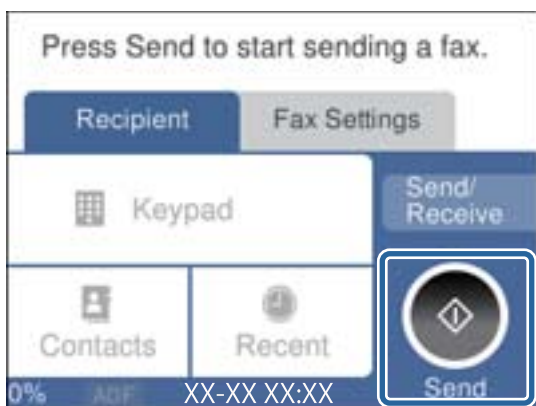 Press Send to start sending a fax.
Recipient
Fax Settings
Keypad
Send/
Receive
Contacts
Recent
0% ADF XX-XX XX:XX
Send